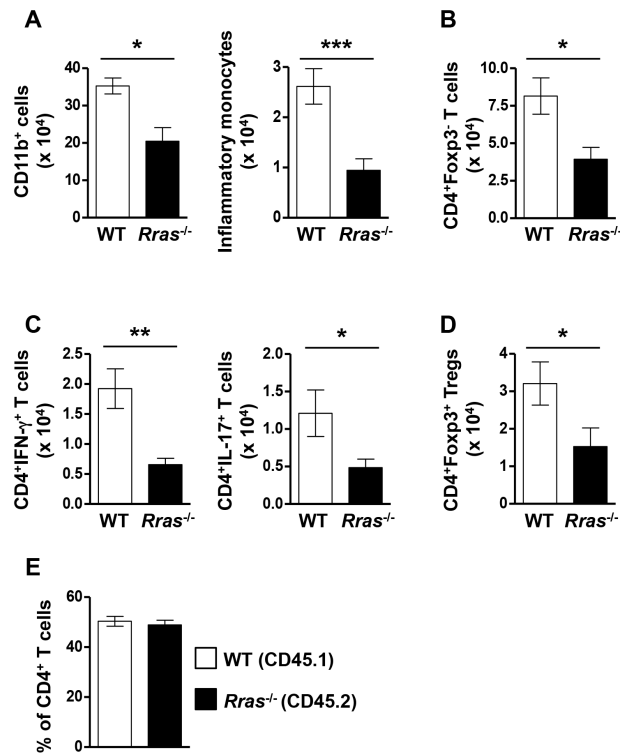 A
*
CD11b⁺ cells
(x 10⁴)
40
30
20
10
0
WT
Rras⁻/⁻
***
Inflammatory monocytes
(x 10⁴)
3
2
1
0
WT
Rras⁻/⁻
B
*
CD4⁺Foxp3⁻ T cells
(x 10⁴)
10.0
7.5
5.0
2.5
0
WT
Rras⁻/⁻
C
**
CD4⁺IFN-γ⁺ T cells
(x 10⁴)
2.5
2.0
1.5
1.0
0.5
0.0
WT
Rras⁻/⁻
*
CD4⁺IL-17⁺ T cells
(x 10⁴)
2.0
1.5
1.0
0.5
0.0
WT
Rras⁻/⁻
D
*
CD4⁺Foxp3⁺ Tregs
(x 10⁴)
4
3
2
1
0
WT
Rras⁻/⁻
E
% of CD4⁺ T cells
60
40
20
0
WT (CD45.1)
Rras⁻/⁻ (CD45.2)